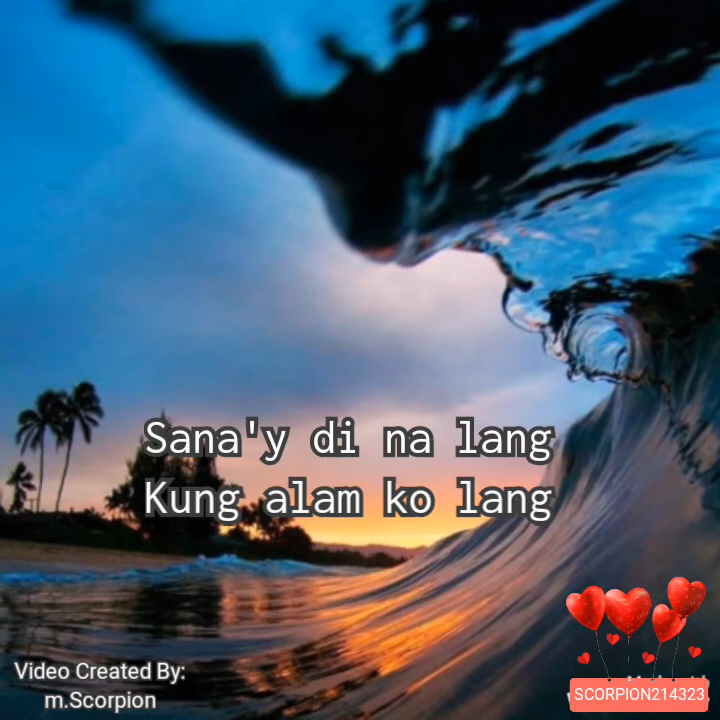 Sana'y di na lang
Kung alam ko lang
Video Created By:
m.Scorpion
SCORPION214323